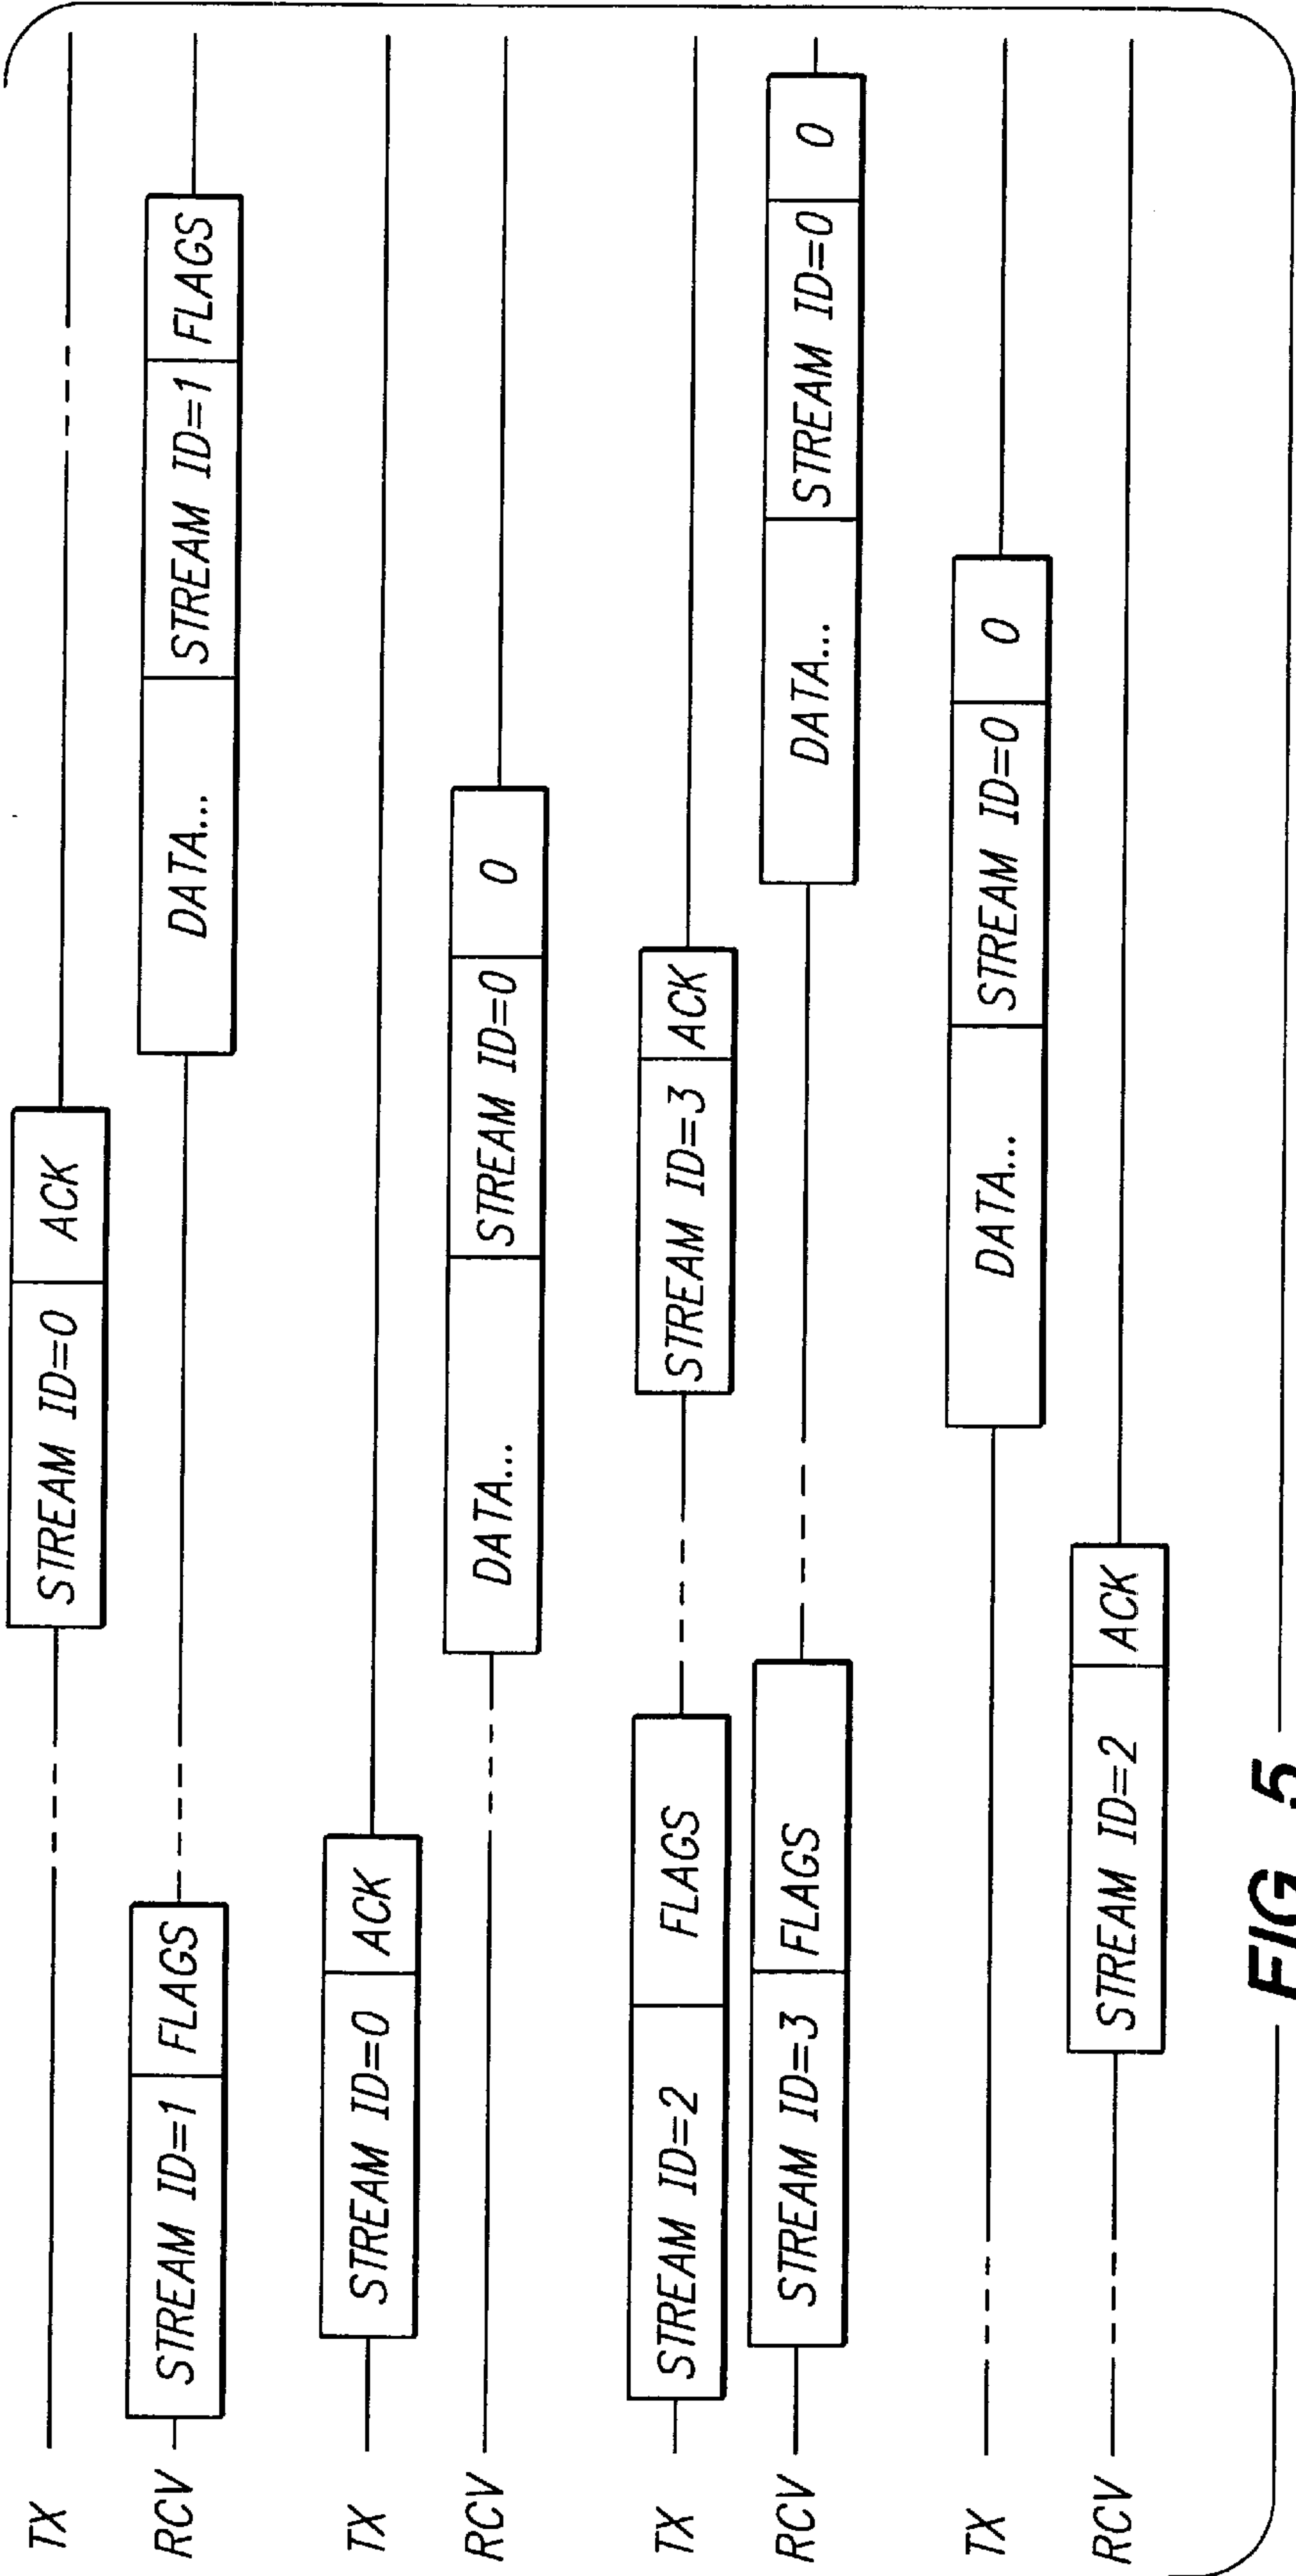 TX STREAM ID=0 ACK
RCV STREAM ID=1 FLAGS DATA... STREAM ID=1 FLAGS
TX STREAM ID=0 ACK
RCV DATA... STREAM ID=0 0
TX STREAM ID=2 FLAGS STREAM ID=3 ACK
RCV STREAM ID=3 FLAGS DATA... STREAM ID=0 0
TX DATA... STREAM ID=0 0
RCV STREAM ID=2 ACK
FIG. 5